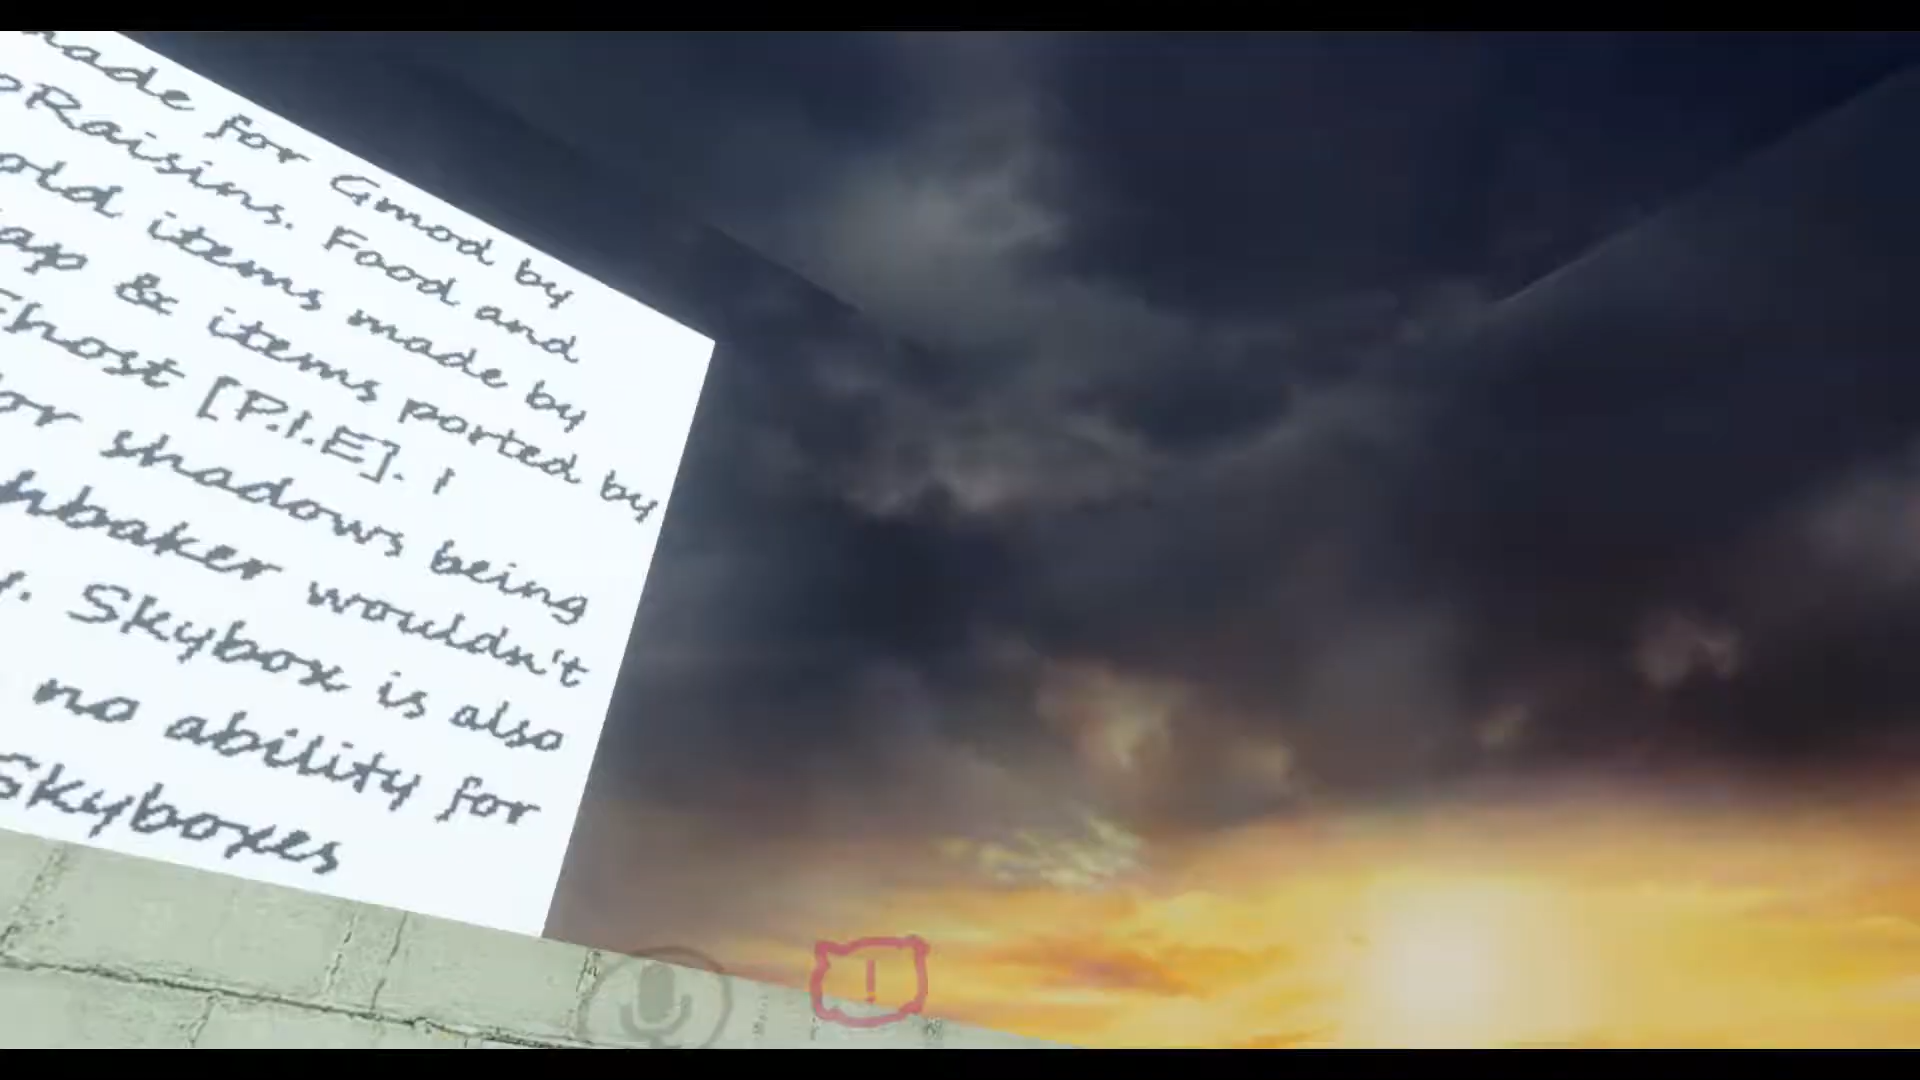 made for Gmod by
Raisins. Food and
old items made by
& items ported by
Ghost [P.I.E]. I
or shadows being
hbaker wouldn't
y. Skybox is also
no ability for
Skyboxes
!